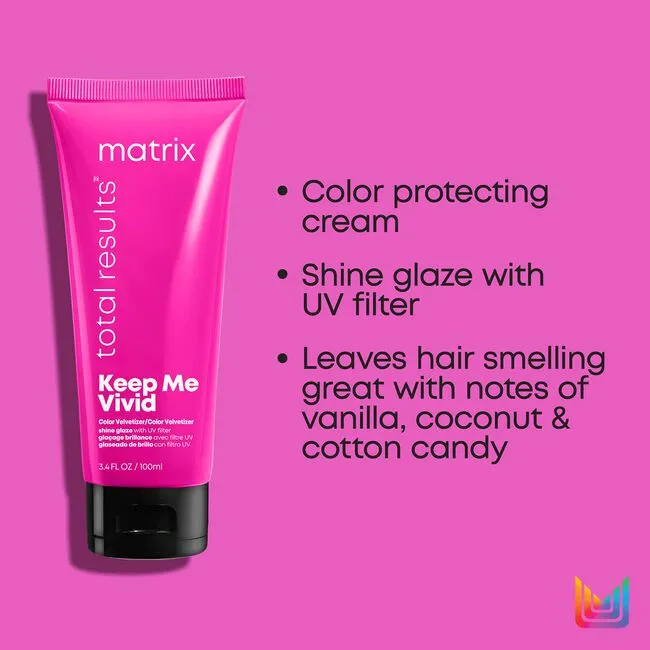 matrix
total results™
Keep Me
Vivid
Color Velvetizer/Color Velvetizer
shine glaze with UV filter
glaçage brillance avec filtre UV
glaseado de brillo con filtro UV
3.4 FL OZ / 100ml
• Color protecting
cream
• Shine glaze with
UV filter
• Leaves hair smelling
great with notes of
vanilla, coconut &
cotton candy